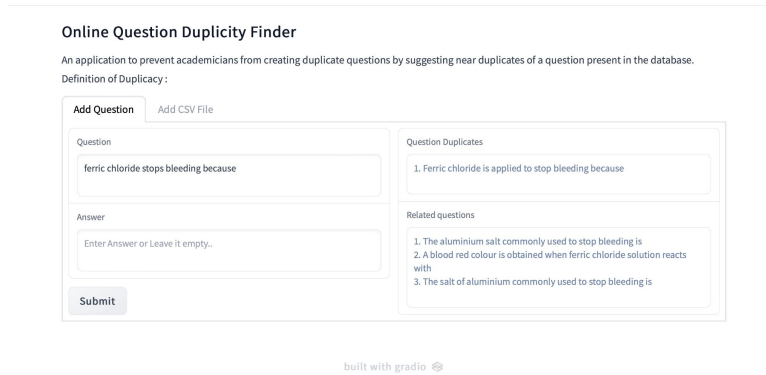 Online Question Duplicity Finder
An application to prevent academicians from creating duplicate questions by suggesting near duplicates of a question present in the database.
Definition of Duplicacy :
Add Question
Add CSV File
Question
ferric chloride stops bleeding because
Answer
Enter Answer or Leave it empty..
Submit
Question Duplicates
1. Ferric chloride is applied to stop bleeding because
Related questions
1. The aluminium salt commonly used to stop bleeding is
2. A blood red colour is obtained when ferric chloride solution reacts
with
3. The salt of aluminium commonly used to stop bleeding is
built with gradio